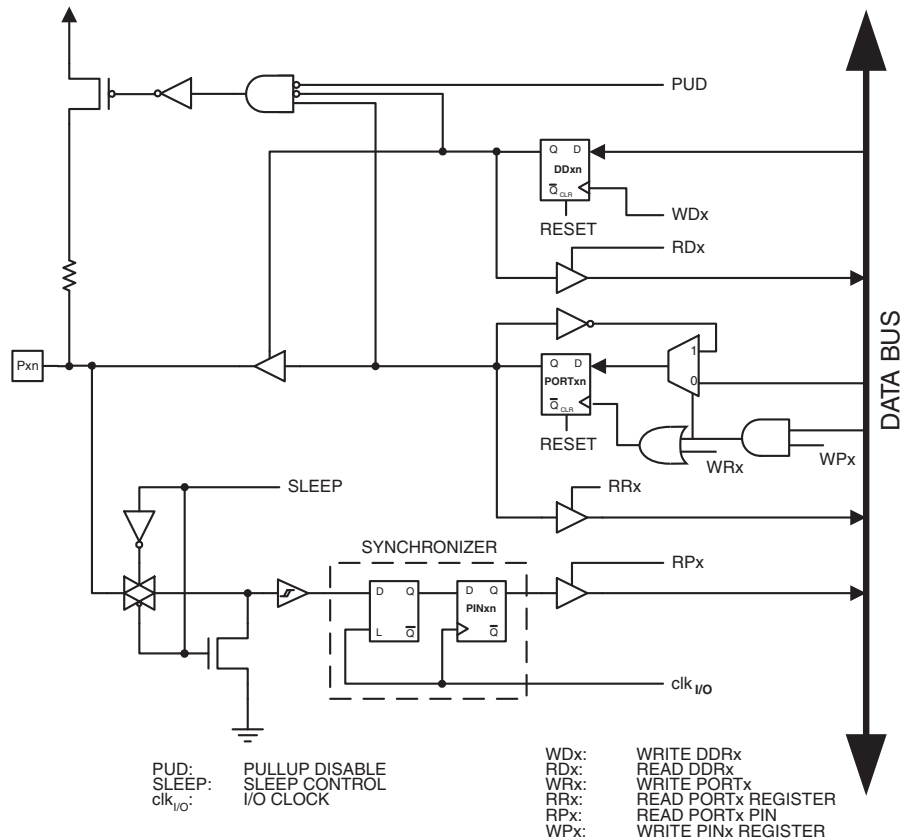 PUD
Q D
DDxn
Q CLR
WDx
RESET
RDx
Pxn
1
Q D
PORTxn
0
Q CLR
RESET
WRx
WPx
DATA BUS
RRx
SLEEP
SYNCHRONIZER
RPx
D Q
D Q
PINxn
L Q
Q
clk I/O
PUD: PULLUP DISABLE
SLEEP: SLEEP CONTROL
clkI/O: I/O CLOCK
WDx: WRITE DDRx
RDx: READ DDRx
WRx: WRITE PORTx
RRx: READ PORTx REGISTER
RPx: READ PORTx PIN
WPx: WRITE PINx REGISTER